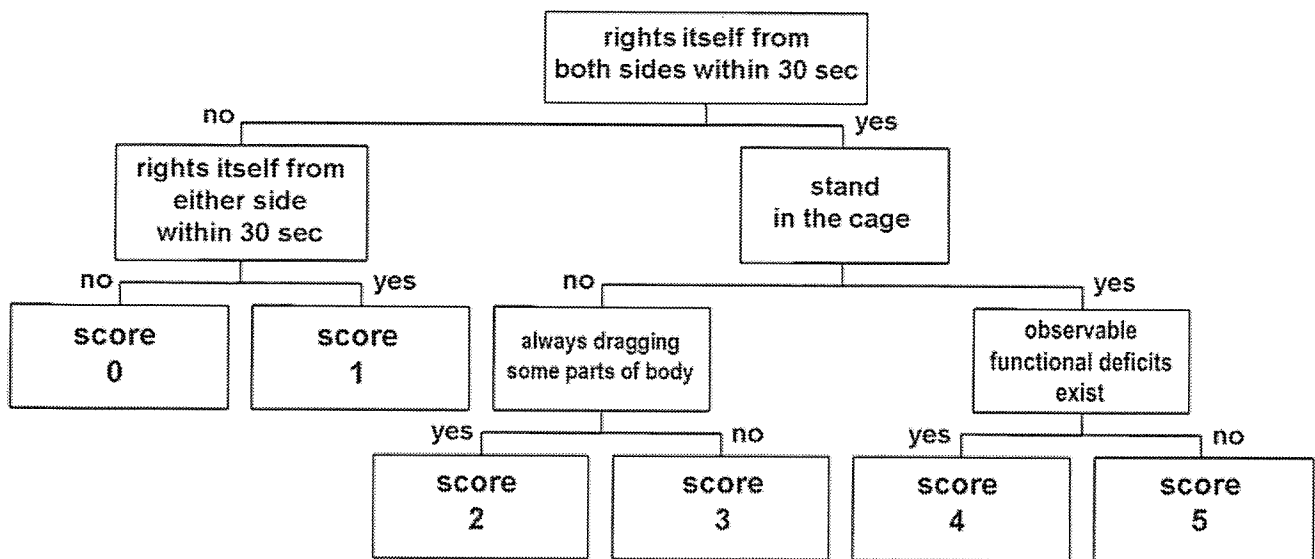 rights itself from
both sides within 30 sec
no
yes
rights itself from
either side
within 30 sec
stand
in the cage
no
yes
no
yes
score
0
score
1
always dragging
some parts of body
observable
functional deficits
exist
yes
no
yes
no
score
2
score
3
score
4
score
5